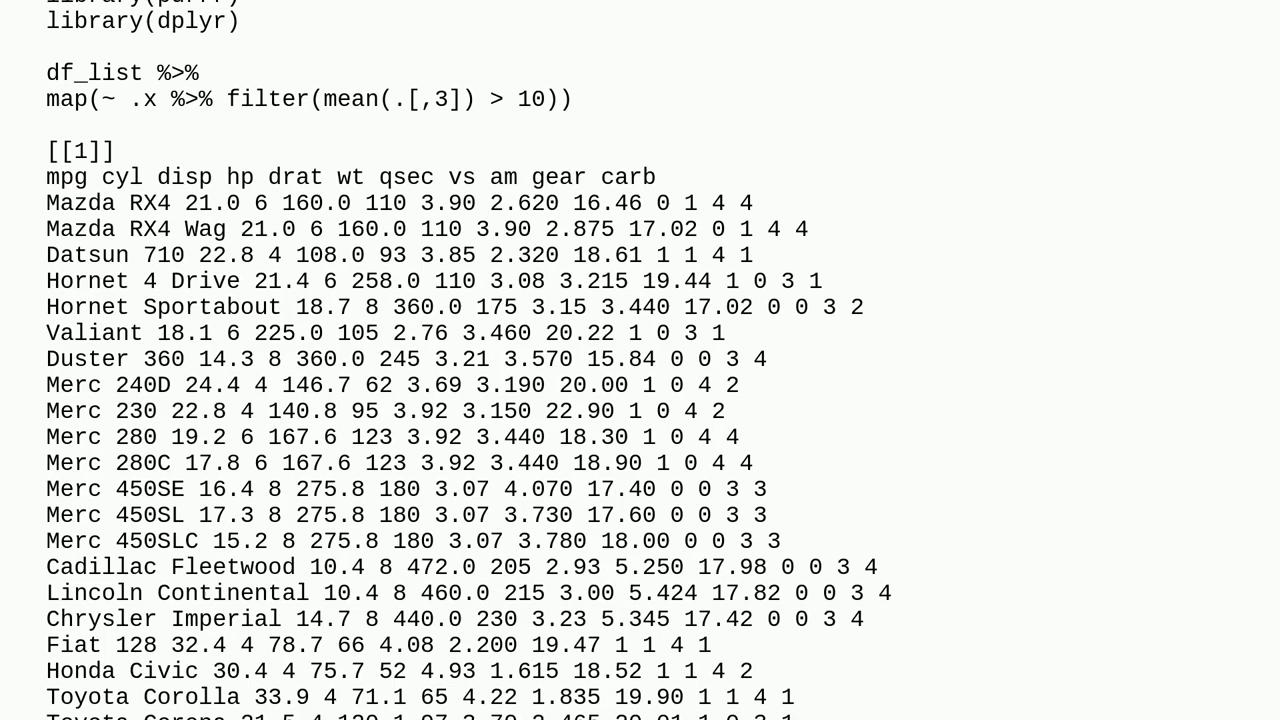 library(dplyr)
df_list %>%
map(~ .x %>% filter(mean(.[,3]) > 10))
[[1]]
mpg cyl disp hp drat wt qsec vs am gear carb
Mazda RX4 21.0 6 160.0 110 3.90 2.620 16.46 0 1 4 4
Mazda RX4 Wag 21.0 6 160.0 110 3.90 2.875 17.02 0 1 4 4
Datsun 710 22.8 4 108.0 93 3.85 2.320 18.61 1 1 4 1
Hornet 4 Drive 21.4 6 258.0 110 3.08 3.215 19.44 1 0 3 1
Hornet Sportabout 18.7 8 360.0 175 3.15 3.440 17.02 0 0 3 2
Valiant 18.1 6 225.0 105 2.76 3.460 20.22 1 0 3 1
Duster 360 14.3 8 360.0 245 3.21 3.570 15.84 0 0 3 4
Merc 240D 24.4 4 146.7 62 3.69 3.190 20.00 1 0 4 2
Merc 230 22.8 4 140.8 95 3.92 3.150 22.90 1 0 4 2
Merc 280 19.2 6 167.6 123 3.92 3.440 18.30 1 0 4 4
Merc 280C 17.8 6 167.6 123 3.92 3.440 18.90 1 0 4 4
Merc 450SE 16.4 8 275.8 180 3.07 4.070 17.40 0 0 3 3
Merc 450SL 17.3 8 275.8 180 3.07 3.730 17.60 0 0 3 3
Merc 450SLC 15.2 8 275.8 180 3.07 3.780 18.00 0 0 3 3
Cadillac Fleetwood 10.4 8 472.0 205 2.93 5.250 17.98 0 0 3 4
Lincoln Continental 10.4 8 460.0 215 3.00 5.424 17.82 0 0 3 4
Chrysler Imperial 14.7 8 440.0 230 3.23 5.345 17.42 0 0 3 4
Fiat 128 32.4 4 78.7 66 4.08 2.200 19.47 1 1 4 1
Honda Civic 30.4 4 75.7 52 4.93 1.615 18.52 1 1 4 2
Toyota Corolla 33.9 4 71.1 65 4.22 1.835 19.90 1 1 4 1